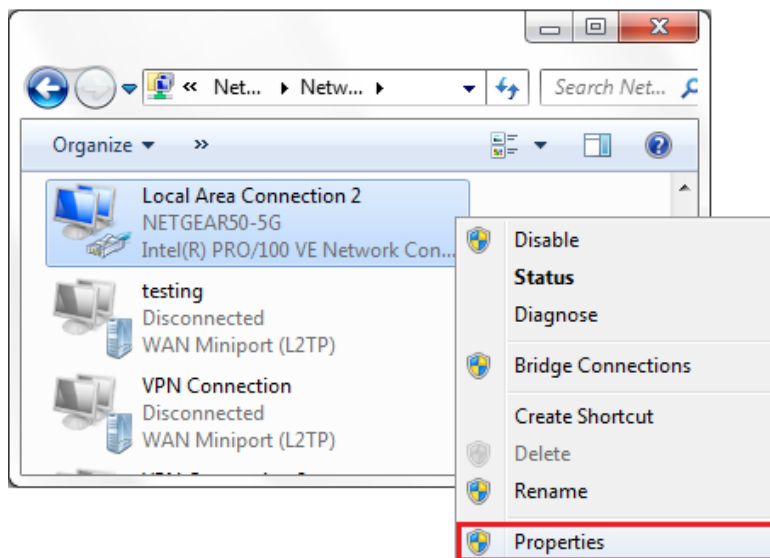 « Net... Netw...
Search Net...
Organize »
Local Area Connection 2
NETGEAR50-5G
Intel(R) PRO/100 VE Network Con...
testing
Disconnected
WAN Miniport (L2TP)
VPN Connection
Disconnected
WAN Miniport (L2TP)
Disable
Status
Diagnose
Bridge Connections
Create Shortcut
Delete
Rename
Properties